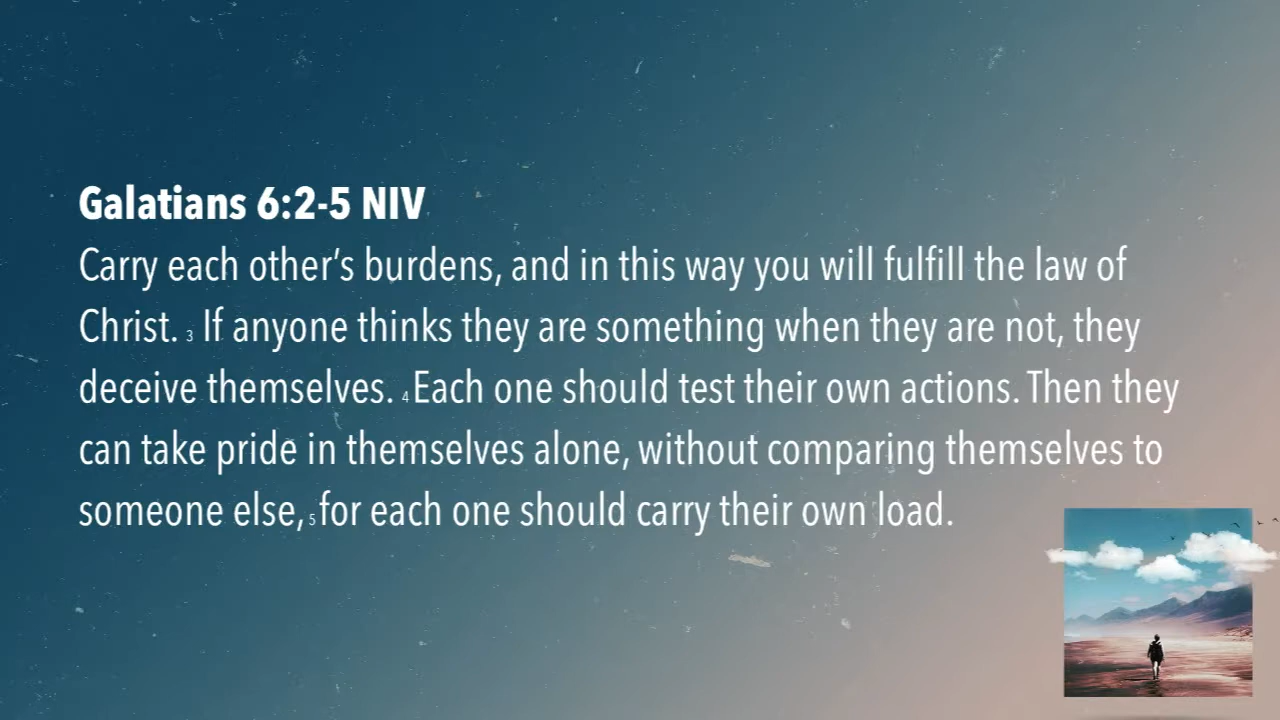 Galatians 6:2-5 NIV
Carry each other’s burdens, and in this way you will fulfill the law of
Christ. 3 If anyone thinks they are something when they are not, they
deceive themselves. 4 Each one should test their own actions. Then they
can take pride in themselves alone, without comparing themselves to
someone else, 5 for each one should carry their own load.